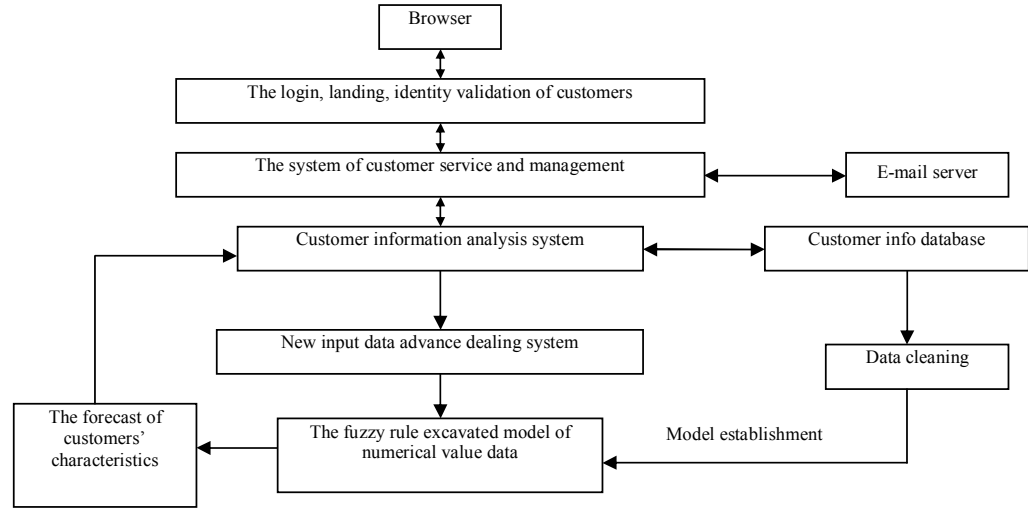 Browser
The login, landing, identity validation of customers
The system of customer service and management
E-mail server
Customer information analysis system
Customer info database
New input data advance dealing system
Data cleaning
The forecast of
customers’
characteristics
The fuzzy rule excavated model of
numerical value data
Model establishment